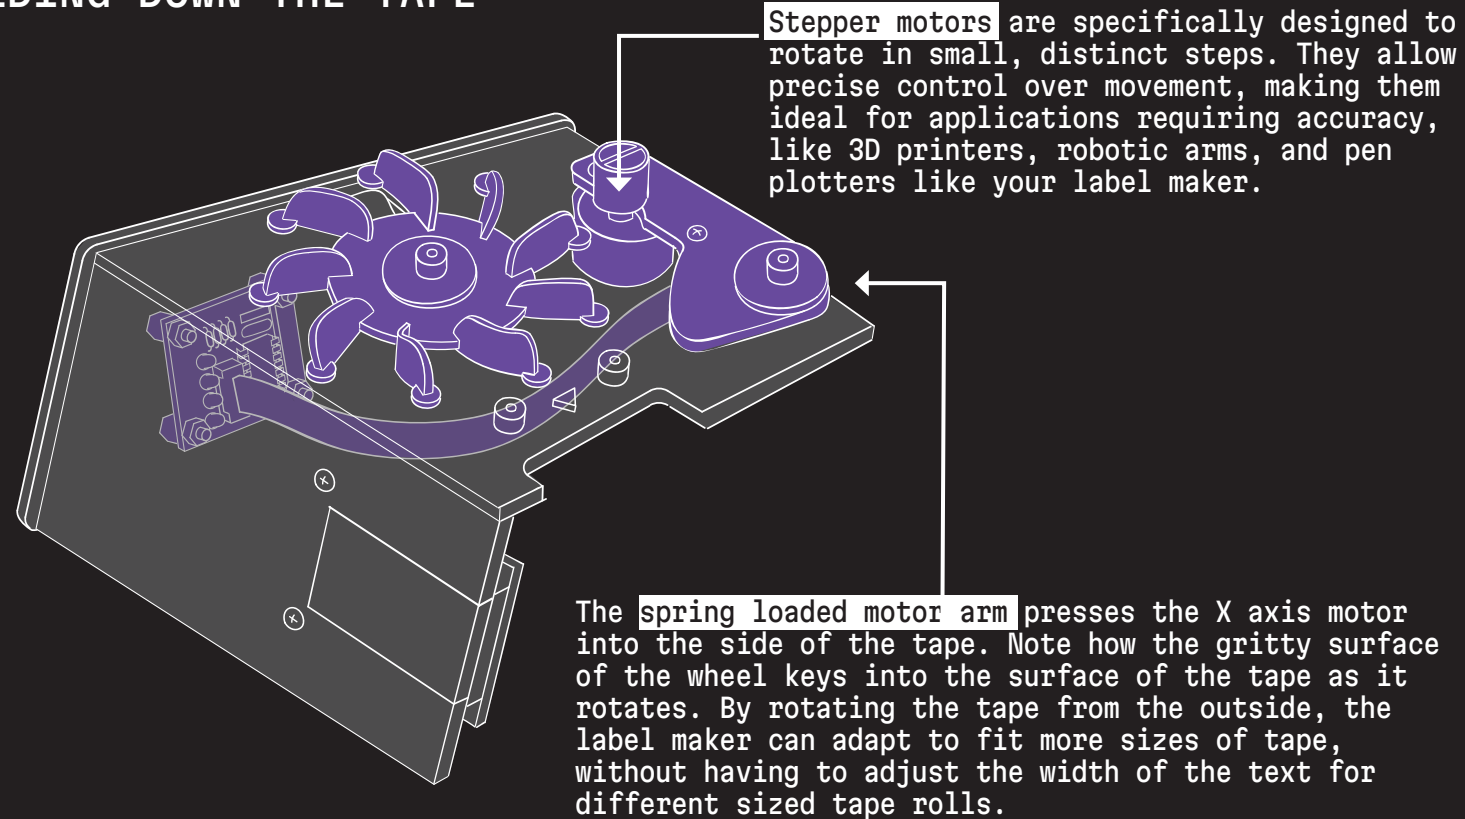 DOWN THE TAPE
Stepper motors are specifically designed to
rotate in small, distinct steps. They allow
precise control over movement, making them
ideal for applications requiring accuracy,
like 3D printers, robotic arms, and pen
plotters like your label maker.
The spring loaded motor arm presses the X axis motor
into the side of the tape. Note how the gritty surface
of the wheel keys into the surface of the tape as it
rotates. By rotating the tape from the outside, the
label maker can adapt to fit more sizes of tape,
without having to adjust the width of the text for
different sized tape rolls.